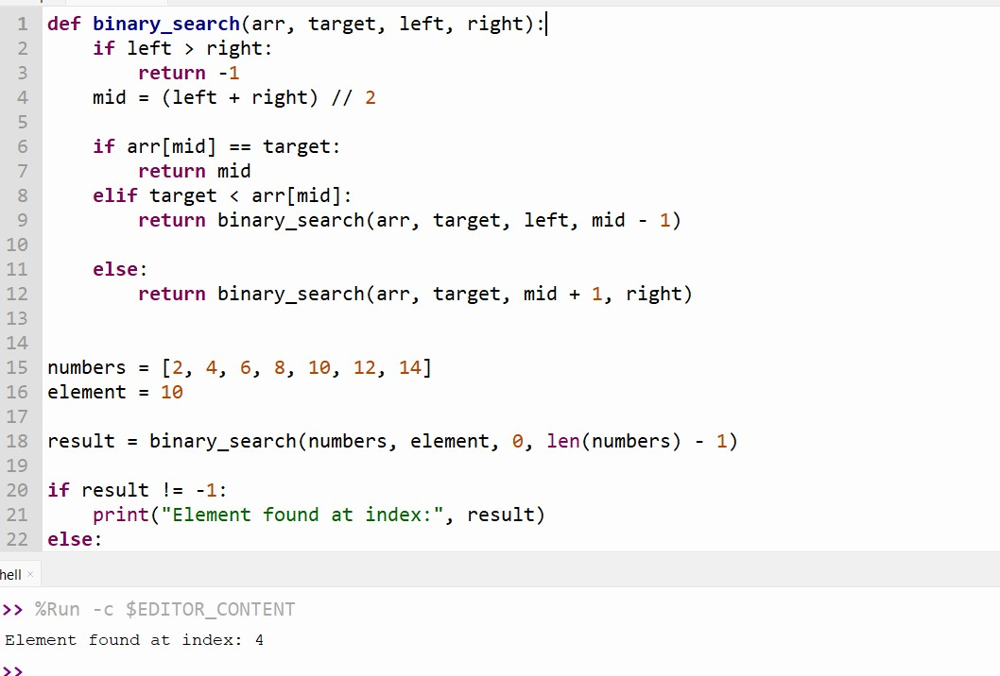 1 def binary_search(arr, target, left, right):
2     if left > right:
3         return -1
4     mid = (left + right) // 2
5
6     if arr[mid] == target:
7         return mid
8     elif target < arr[mid]:
9         return binary_search(arr, target, left, mid - 1)
10
11     else:
12         return binary_search(arr, target, mid + 1, right)
13
14
15 numbers = [2, 4, 6, 8, 10, 12, 14]
16 element = 10
17
18 result = binary_search(numbers, element, 0, len(numbers) - 1)
19
20 if result != -1:
21     print("Element found at index:", result)
22 else:
hell ×
>> %Run -c $EDITOR_CONTENT
Element found at index: 4
>>